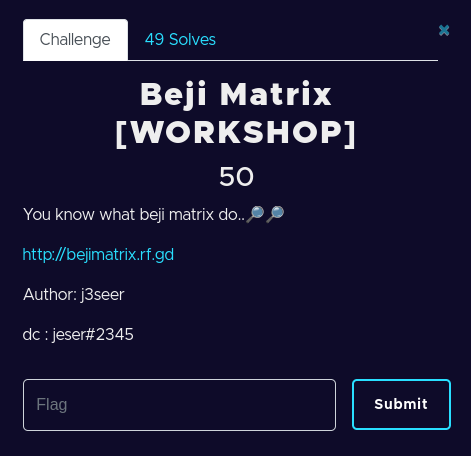 Challenge
49 Solves
✖
Beji Matrix
[WORKSHOP]
50
You know what beji matrix do..🔎🔎
http://bejimatrix.rf.gd
Author: j3seer
dc : jeser#2345
Flag
Submit